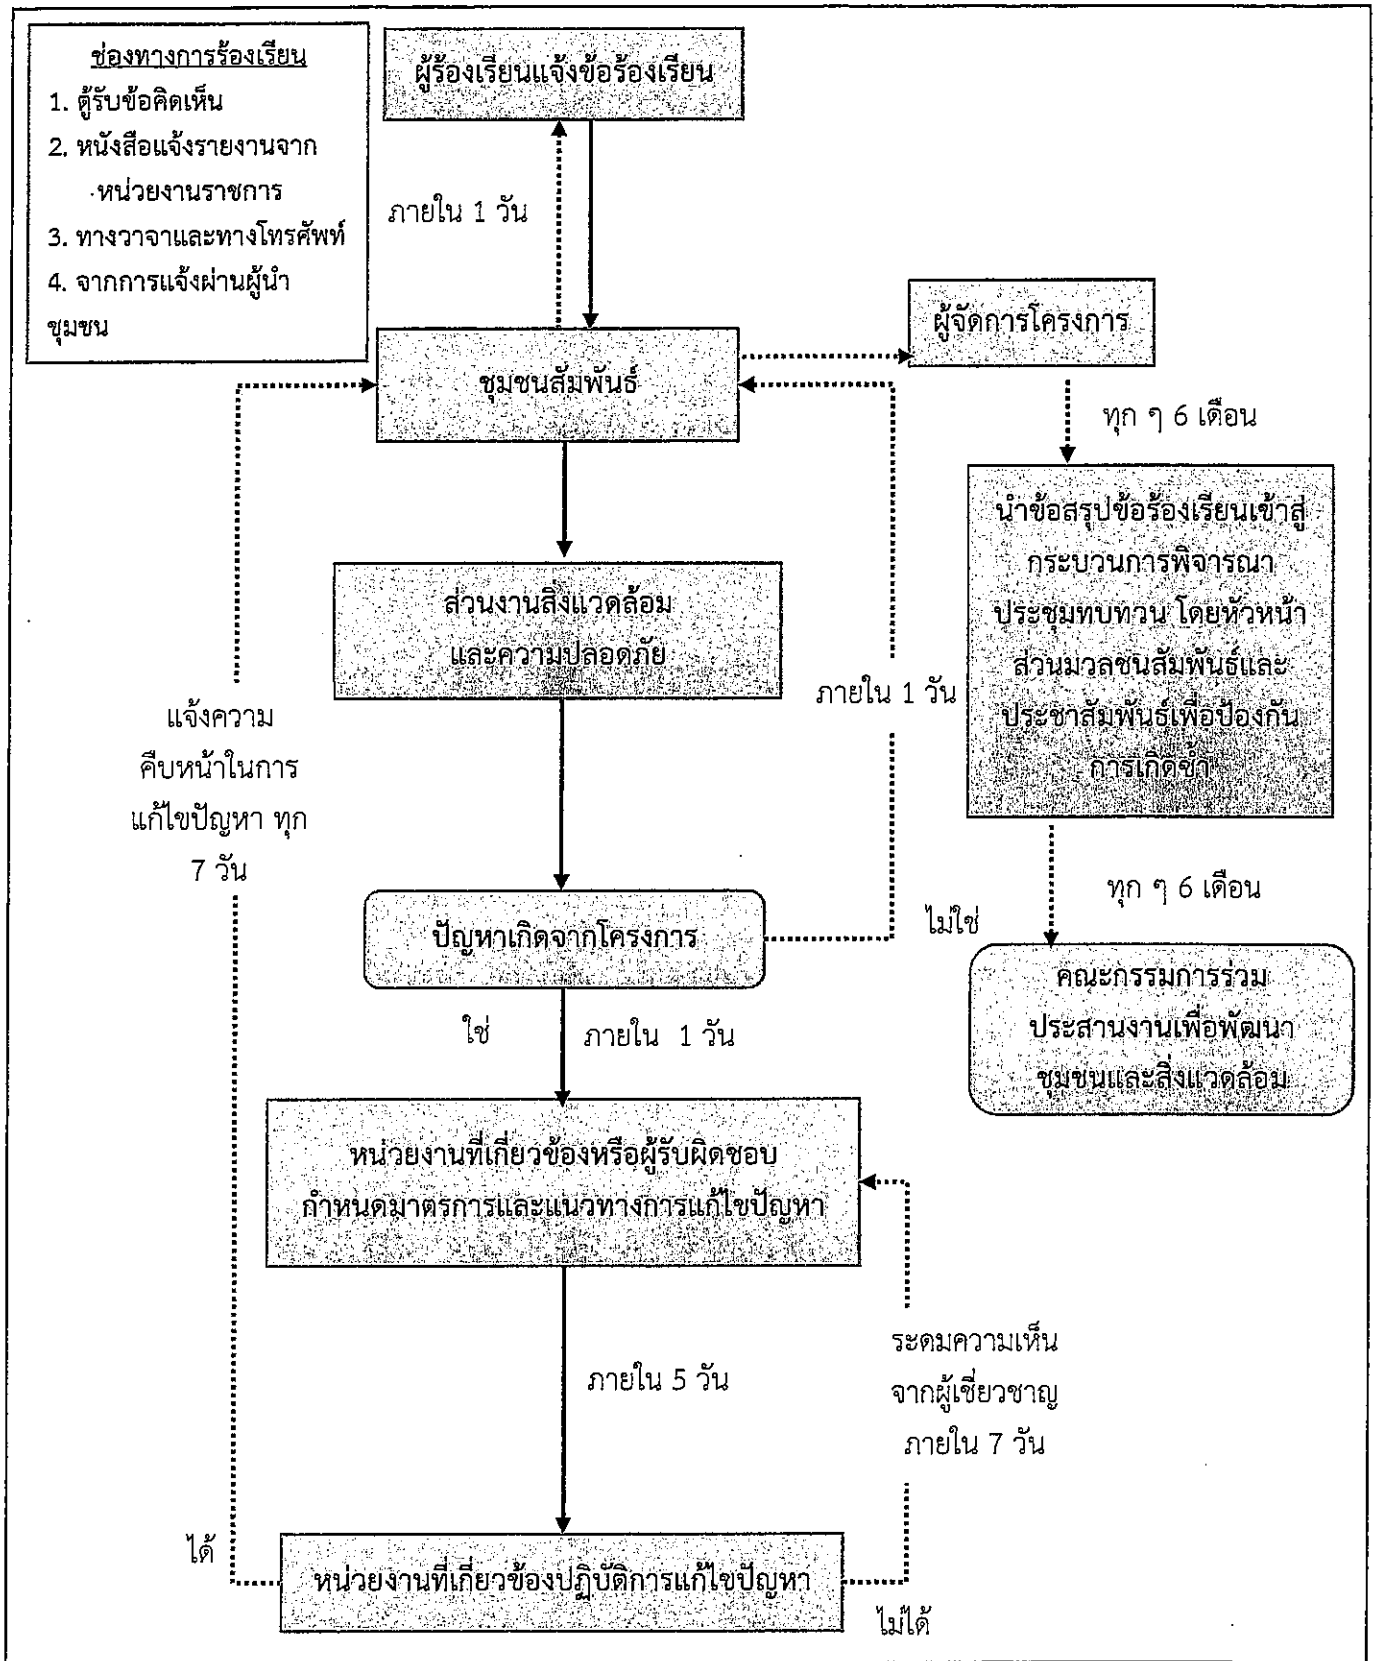 ช่องทางการร้องเรียน
1. ตู้รับข้อคิดเห็น
2. หนังสือแจ้งรายงานจาก
หน่วยงานราชการ
3. ทางวาจาและทางโทรศัพท์
4. จากการแจ้งผ่านผู้นำ
ชุมชน
ผู้ร้องเรียนแจ้งข้อร้องเรียน
ภายใน 1 วัน
ชุมชนสัมพันธ์
ผู้จัดการโครงการ
ทุก ๆ 6 เดือน
นำข้อสรุปข้อร้องเรียนเข้าสู่
กระบวนการพิจารณา
ประชุมทบทวน โดยหัวหน้า
ส่วนมวลชนสัมพันธ์และ
ประชาสัมพันธ์เพื่อป้องกัน
การเกิดซ้ำ
ทุก ๆ 6 เดือน
คณะกรรมการร่วม
ประสานงานเพื่อพัฒนา
ชุมชนและสิ่งแวดล้อม
ส่วนงานสิ่งแวดล้อม
และความปลอดภัย
ภายใน 1 วัน
แจ้งความ
คืบหน้าในการ
แก้ไขปัญหา ทุก
7 วัน
ปัญหาเกิดจากโครงการ
ไม่ใช่
ใช่
ภายใน 1 วัน
หน่วยงานที่เกี่ยวข้องหรือผู้รับผิดชอบ
กำหนดมาตรการและแนวทางการแก้ไขปัญหา
ภายใน 5 วัน
ระดมความเห็น
จากผู้เชี่ยวชาญ
ภายใน 7 วัน
ได้
หน่วยงานที่เกี่ยวข้องปฏิบัติการแก้ไขปัญหา
ไม่ได้